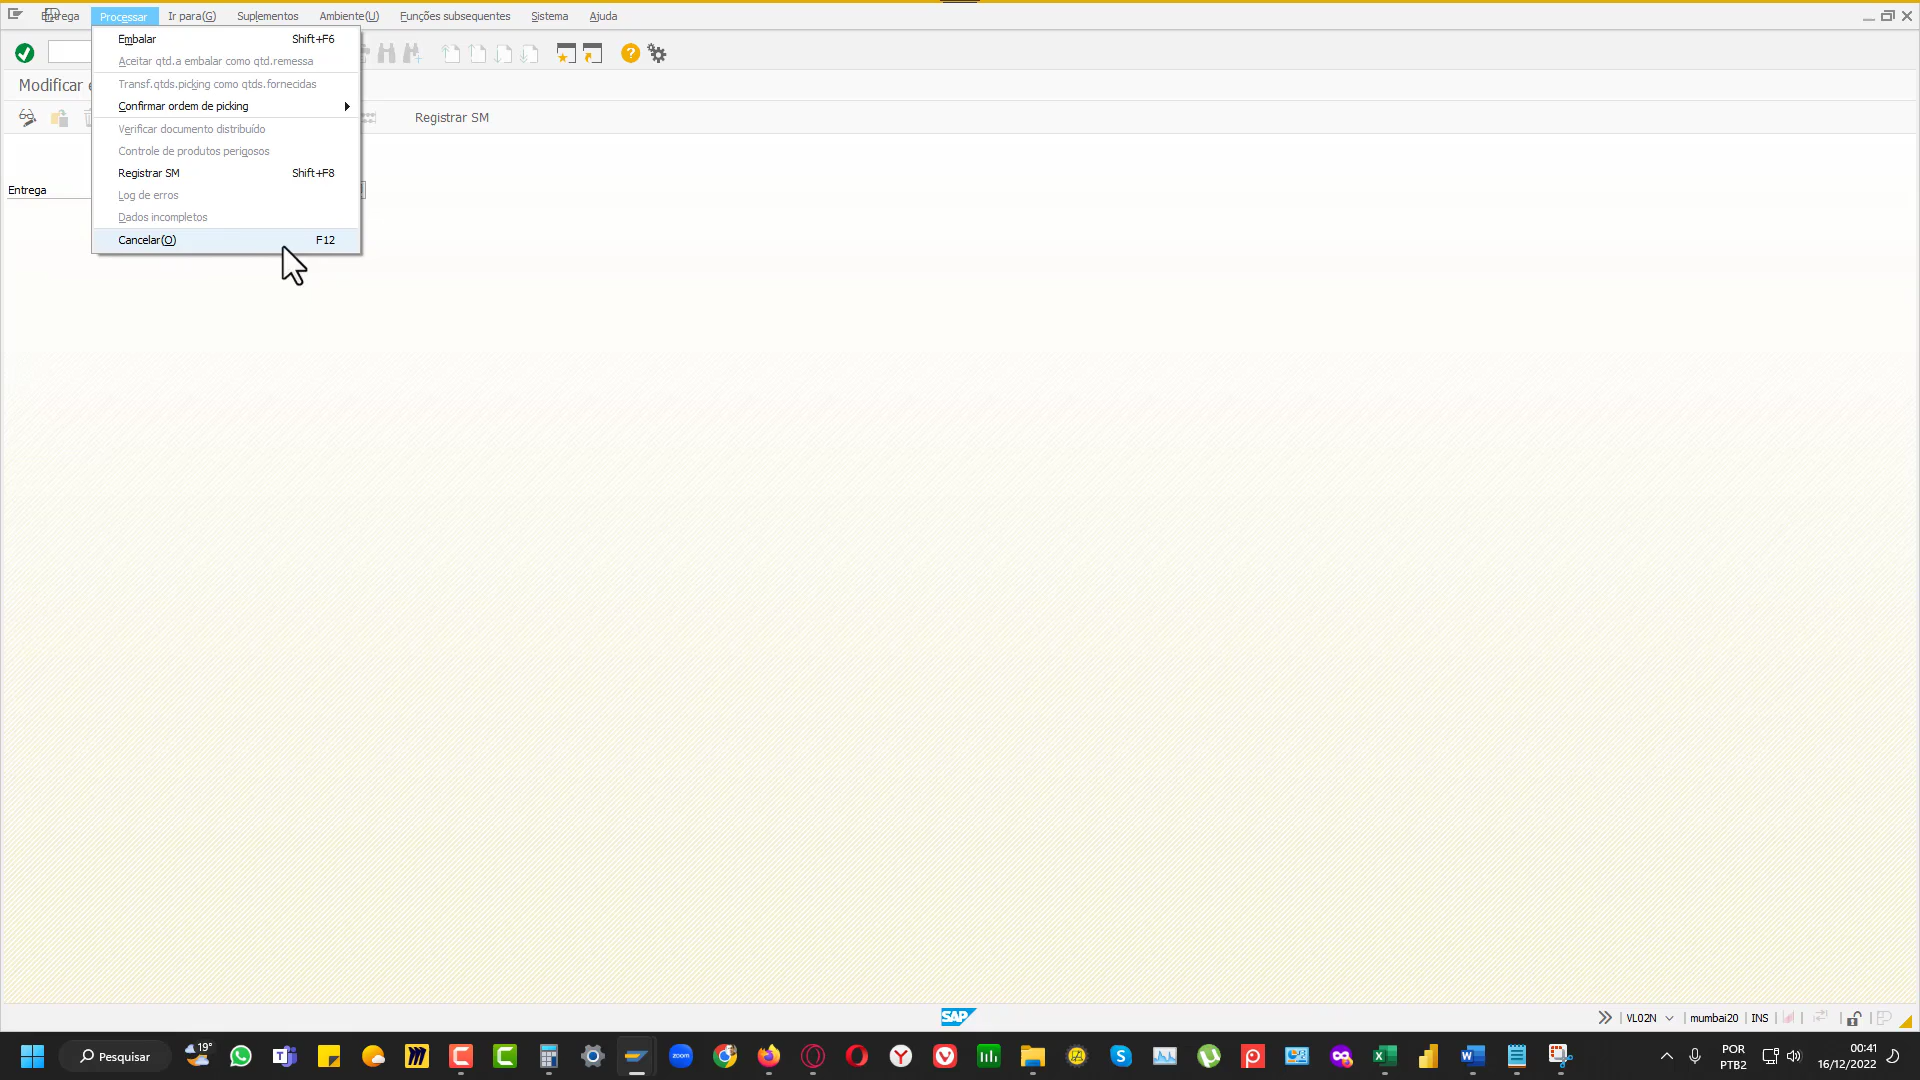 Entrega Processar Ir para(G) Suplementos Ambiente(U) Funções subsequentes Sistema Ajuda
Embalar Shift+F6
Aceitar qtd.a embalar como qtd.remessa
Transf.qtds.picking como qtds.fornecidas
Confirmar ordem de picking
Verificar documento distribuído
Controle de produtos perigosos
Registrar SM Shift+F8
Log de erros
Dados incompletos
Cancelar(O) F12
Modificar
Registrar SM
Entrega
SAP
VL02N mumbai20 INS
19°
Pesquisar
zoom
POR
PTB2
00:41
16/12/2022